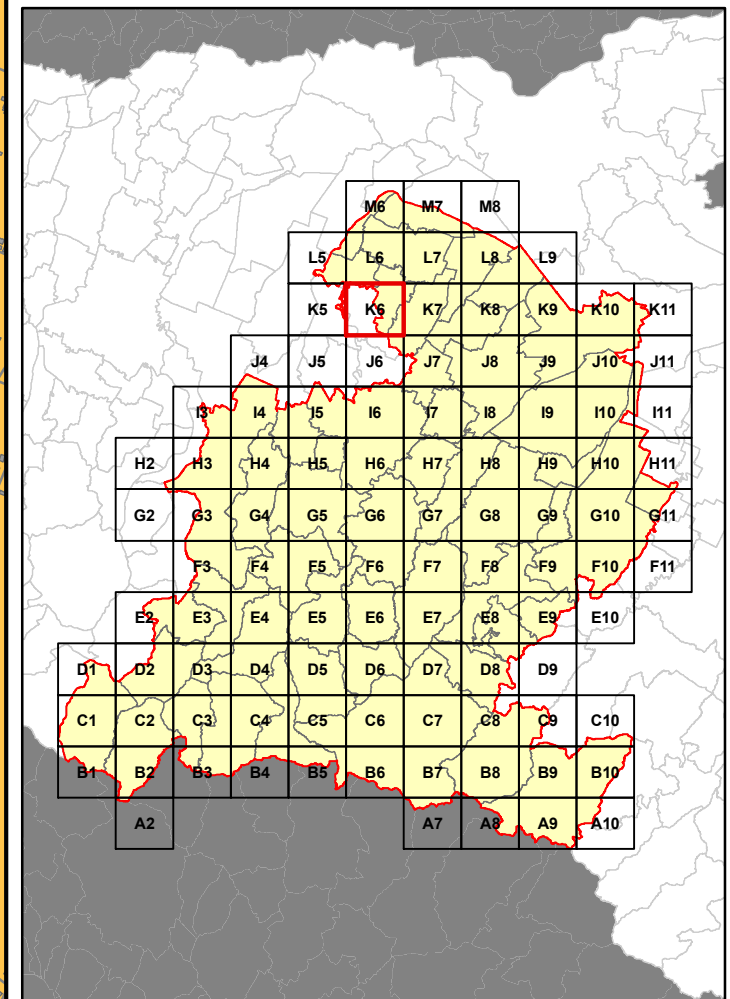 M6 M7 M8
L5 L6 L7 L8 L9
K5 K6 K7 K8 K9 K10 K11
J4 J5 J6 J7 J8 J9 J10 J11
I3 I4 I5 I6 I7 I8 I9 I10 I11
H2 H3 H4 H5 H6 H7 H8 H9 H10 H11
G2 G3 G4 G5 G6 G7 G8 G9 G10 G11
F3 F4 F5 F6 F7 F8 F9 F10 F11
E2 E3 E4 E5 E6 E7 E8 E9 E10
D1 D2 D3 D4 D5 D6 D7 D8 D9
C1 C2 C3 C4 C5 C6 C7 C8 C9 C10
B1 B2 B3 B4 B5 B6 B7 B8 B9 B10
A2 A7 A8 A9 A10